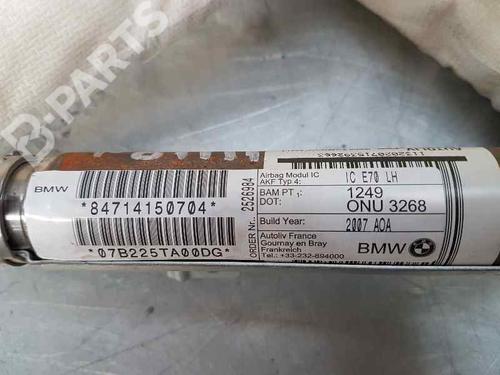 B-PARTS
BMW
*84714150704*
*07B225TA00DG*
ORDER Nr. 2526984
Airbag Modul IC
AKF Typ 4:
IC E70 LH
BAM PT 1: 1249
DOT: ONU 3268
Build Year: 2007 AOA
Autoliv France
Gournay en Bray
Frankreich
Tel.: +33-232-894000
BMW